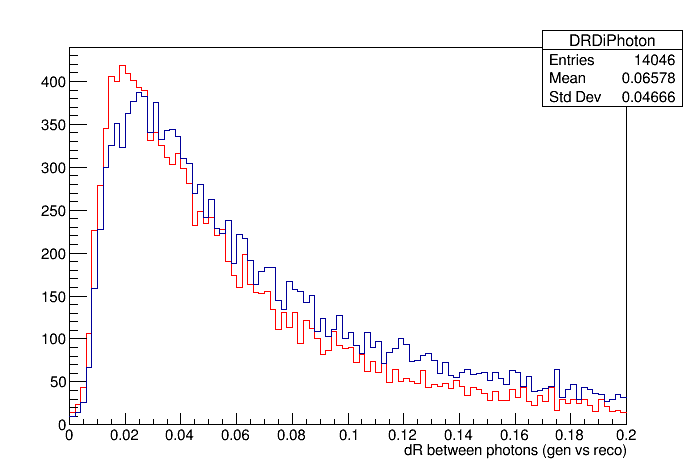 DRDiPhoton
Entries 14046
Mean 0.06578
Std Dev 0.04666
400
350
300
250
200
150
100
50
0
0 0.02 0.04 0.06 0.08 0.1 0.12 0.14 0.16 0.18 0.2
dR between photons (gen vs reco)